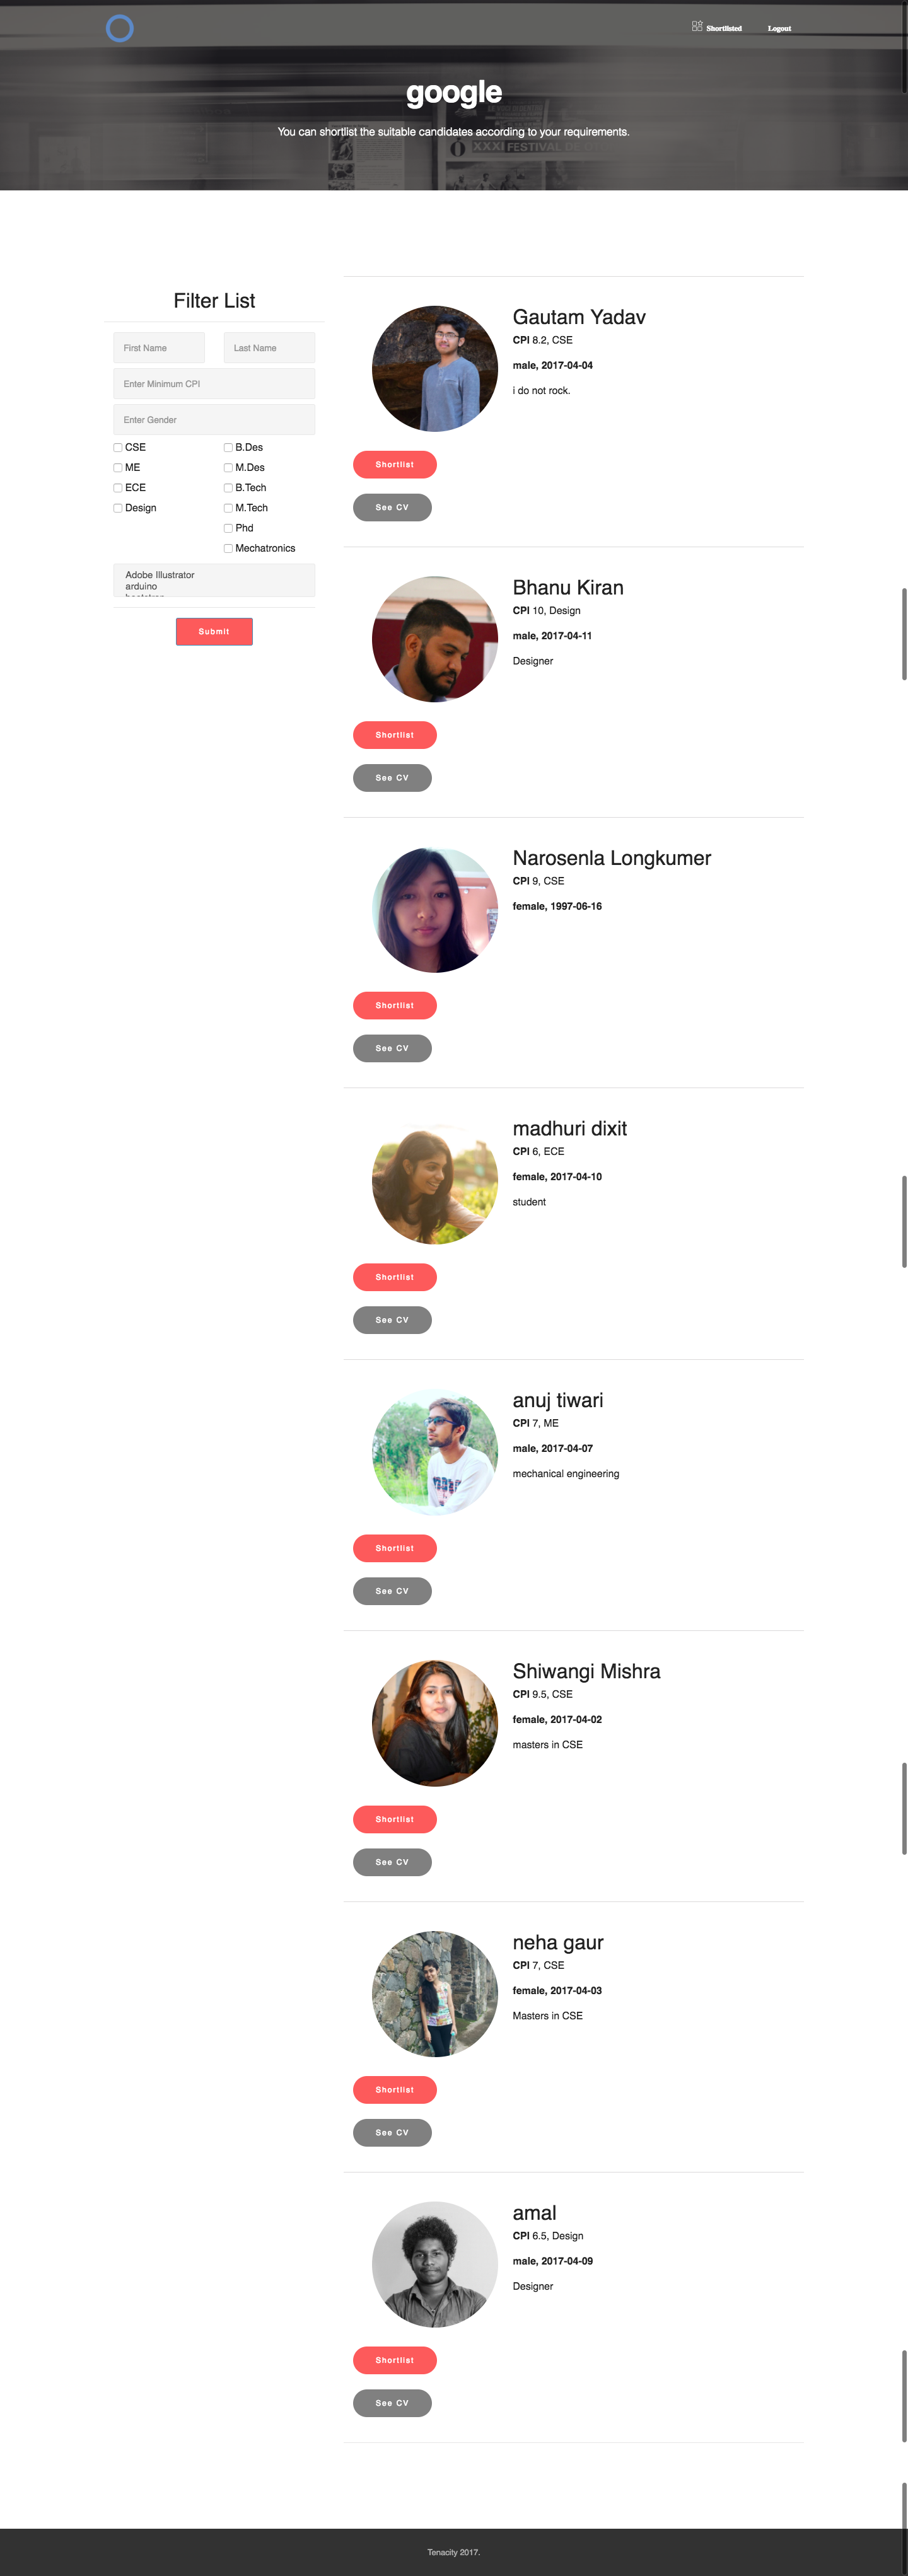 Shortlisted
Logout
google
You can shortlist the suitable candidates according to your requirements.
XXXI FESTIVAL DE
Filter List
First Name
Last Name
Enter Minimum CPI
Enter Gender
CSE
B.Des
ME
M.Des
ECE
B.Tech
Design
M.Tech
Phd
Mechatronics
Adobe Illustrator
arduino
Submit
Gautam Yadav
CPI 8.2, CSE
male, 2017-04-04
i do not rock.
Shortlist
See CV
Bhanu Kiran
CPI 10, Design
male, 2017-04-11
Designer
Shortlist
See CV
Narosenla Longkumer
CPI 9, CSE
female, 1997-06-16
Shortlist
See CV
madhuri dixit
CPI 6, ECE
female, 2017-04-10
student
Shortlist
See CV
anuj tiwari
CPI 7, ME
male, 2017-04-07
mechanical engineering
Shortlist
See CV
Shiwangi Mishra
CPI 9.5, CSE
female, 2017-04-02
masters in CSE
Shortlist
See CV
neha gaur
CPI 7, CSE
female, 2017-04-03
Masters in CSE
Shortlist
See CV
amal
CPI 6.5, Design
male, 2017-04-09
Designer
Shortlist
See CV
Tenacity 2017.